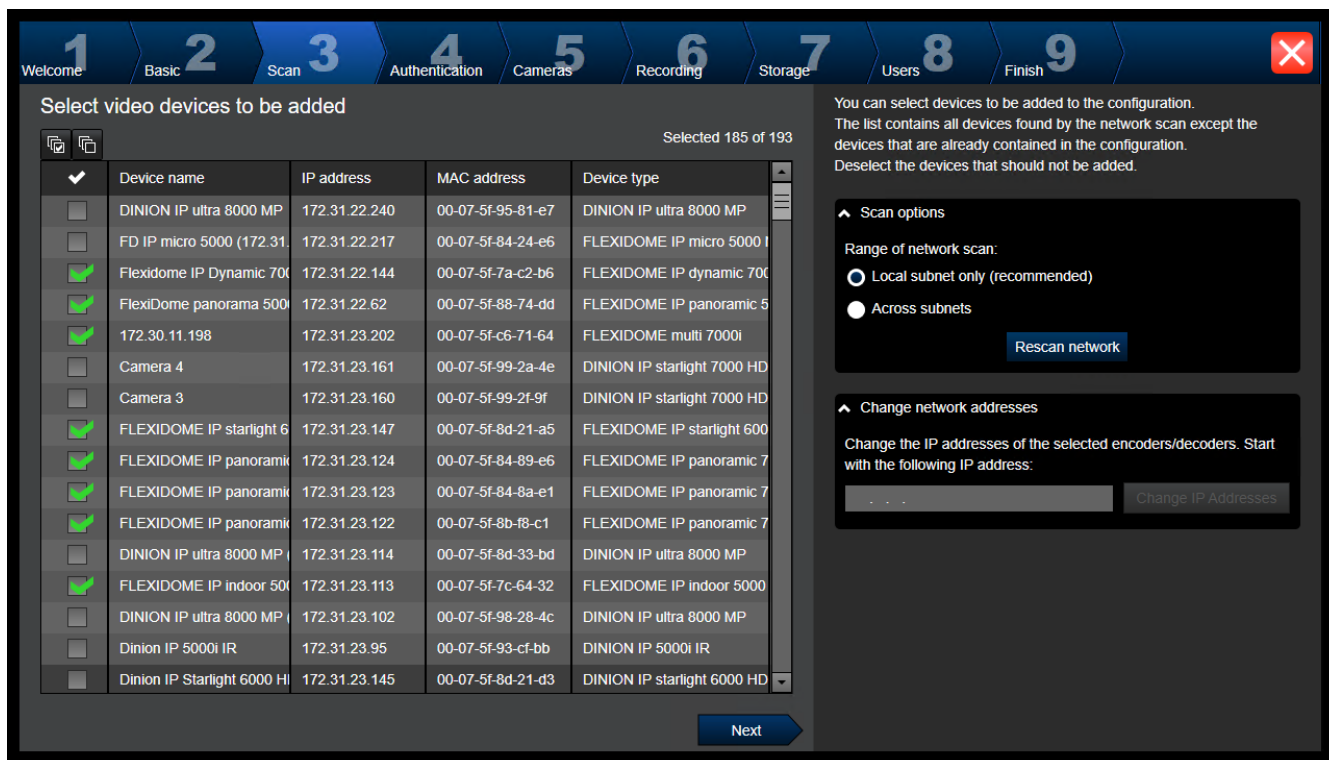 1 Welcome
2 Basic
3 Scan
4 Authentication
5 Cameras
6 Recording
7 Storage
8 Users
9 Finish
Select video devices to be added
Selected 185 of 193
Device name IP address MAC address Device type
DINION IP ultra 8000 MP 172.31.22.240 00-07-5f-95-81-e7 DINION IP ultra 8000 MP
FD IP micro 5000 (172.31. 172.31.22.217 00-07-5f-84-24-e6 FLEXIDOME IP micro 5000
Flexidome IP Dynamic 700 172.31.22.144 00-07-5f-7a-c2-b6 FLEXIDOME IP dynamic 700
FlexiDome panorama 500 172.31.22.62 00-07-5f-88-74-dd FLEXIDOME IP panoramic 5
172.30.11.198 172.31.23.202 00-07-5f-c6-71-64 FLEXIDOME multi 7000i
Camera 4 172.31.23.161 00-07-5f-99-2a-4e DINION IP starlight 7000 HD
Camera 3 172.31.23.160 00-07-5f-99-2f-9f DINION IP starlight 7000 HD
FLEXIDOME IP starlight 6 172.31.23.147 00-07-5f-8d-21-a5 FLEXIDOME IP starlight 600
FLEXIDOME IP panoramic 172.31.23.124 00-07-5f-84-89-e6 FLEXIDOME IP panoramic 7
FLEXIDOME IP panoramic 172.31.23.123 00-07-5f-84-8a-e1 FLEXIDOME IP panoramic 7
FLEXIDOME IP panoramic 172.31.23.122 00-07-5f-8b-f8-c1 FLEXIDOME IP panoramic 7
DINION IP ultra 8000 MP ( 172.31.23.114 00-07-5f-8d-33-bd DINION IP ultra 8000 MP
FLEXIDOME IP indoor 500 172.31.23.113 00-07-5f-7c-64-32 FLEXIDOME IP indoor 5000
DINION IP ultra 8000 MP ( 172.31.23.102 00-07-5f-98-28-4c DINION IP ultra 8000 MP
Dinion IP 5000i IR 172.31.23.95 00-07-5f-93-cf-bb DINION IP 5000i IR
Dinion IP Starlight 6000 H 172.31.23.145 00-07-5f-8d-21-d3 DINION IP starlight 6000 HD
Next
You can select devices to be added to the configuration.
The list contains all devices found by the network scan except the
devices that are already contained in the configuration.
Deselect the devices that should not be added.
Scan options
Range of network scan:
Local subnet only (recommended)
Across subnets
Rescan network
Change network addresses
Change the IP addresses of the selected encoders/decoders. Start
with the following IP address:
. . .
Change IP Addresses